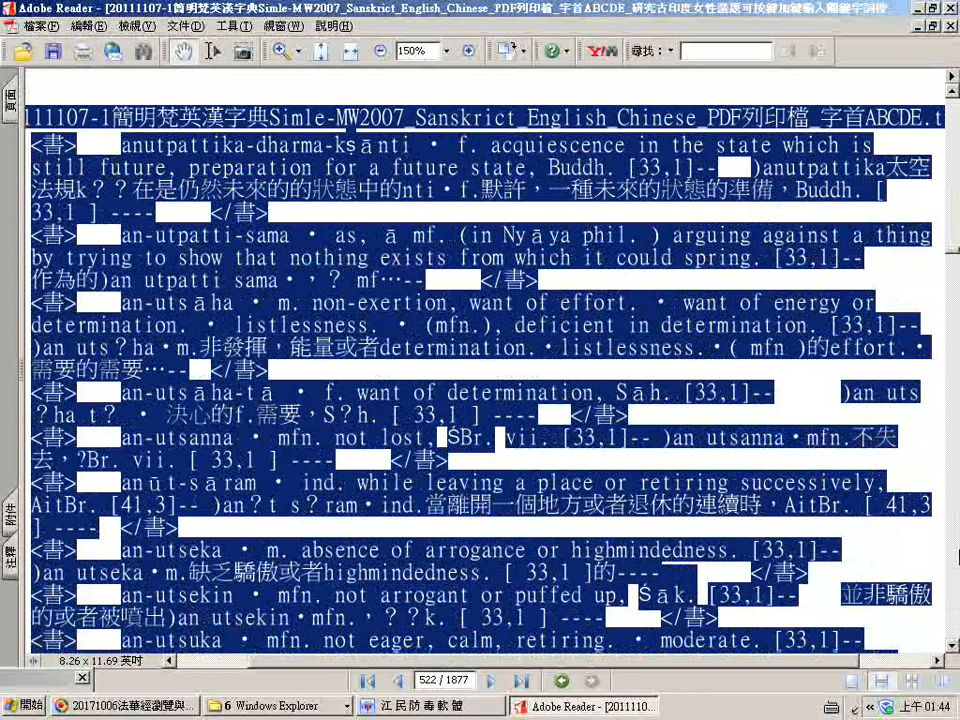 Adobe Reader - [20111107-1簡明梵英漢字典Simle-MW2007_Sanskrict_English_Chinese_PDF列印檔_字首ABCDE_研究古印度女性議題可按放大鏡輸入關鍵字詞搜
檔案(F) 編輯(E) 檢視(V) 文件(D) 工具(T) 視窗(W) 說明(H)
150% Y! 尋找：
頁面
111107-1簡明梵英漢字典Simle-MW2007_Sanskrict_English_Chinese_PDF列印檔_字首ABCDE.t
<書> anutpattika-dharma-kṣānti • f. acquiescence in the state which is
still future, preparation for a future state, Buddh. [33,1]-- )anutpattika太空
法規k？？在是仍然未來的的狀態中的nti•f.默許，一種未來的狀態的準備，Buddh. [
33,1 ] ---- </書>
<書> an-utpatti-sama • as, ā mf. (in Nyāya phil. ) arguing against a thing
by trying to show that nothing exists from which it could spring. [33,1]--
作為的)an utpatti sama•，？ mf…-- </書>
<書> an-utsāha • m. non-exertion, want of effort. • want of energy or
determination. • listlessness. • (mfn.), deficient in determination. [33,1]--
)an uts？ha•m.非發揮，能量或者determination.•listlessness.•( mfn )的effort.•
需要的需要…-- </書>
<書> an-utsāha-tā • f. want of determination, Sāh. [33,1]-- )an uts
？ha t？ • 決心的f.需要，S？h. [ 33,1 ] ---- </書>
<書> an-utsanna • mfn. not lost, ŚBr. vii. [33,1]-- )an utsanna•mfn.不失
去，?Br. vii. [ 33,1 ] ---- </書>
<書> anūt-sāram • ind. while leaving a place or retiring successively,
AitBr. [41,3]-- )an？t s？ram•ind.當離開一個地方或者退休的連續時，AitBr. [ 41,3
] ---- </書>
<書> an-utseka • m. absence of arrogance or highmindedness. [33,1]--
)an utseka•m.缺乏驕傲或者highmindedness. [ 33,1 ]的---- </書>
<書> an-utsekin • mfn. not arrogant or puffed up, Śāk. [33,1]-- 並非驕傲
的或者被噴出)an utsekin•mfn.，？？k. [ 33,1 ] ---- </書>
<書> an-utsuka • mfn. not eager, calm, retiring. • moderate. [33,1]--
附件
注釋
8.26 x 11.69 英吋
522 / 1877
開始 20171006法華經瀏覽與... 6 Windows Explorer 江民防毒軟體 Adobe Reader - [2011110... 上午 01:44